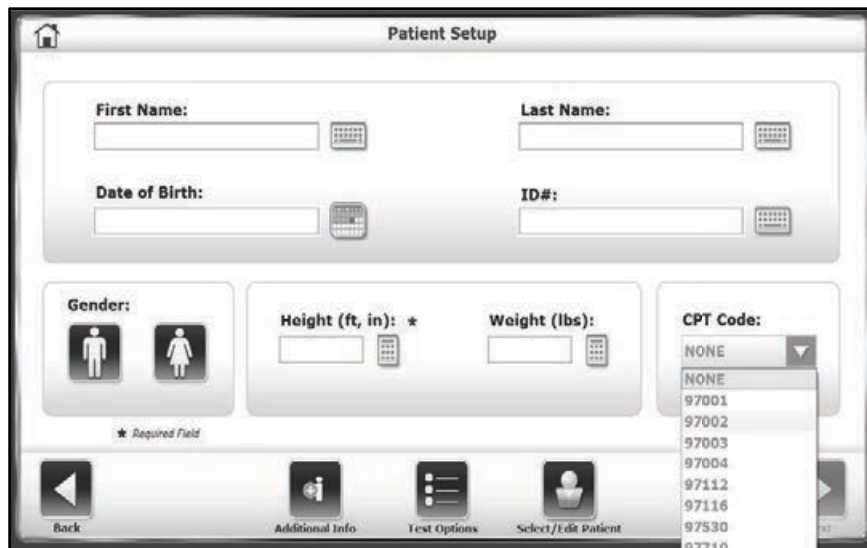 Patient Setup
First Name:
Last Name:
Date of Birth:
ID#:
Gender:
Height (ft, in): *
Weight (lbs):
CPT Code:
NONE
NONE
97001
97002
97003
97004
97112
97116
97530
* Required Field
Back
Additional Info
Test Options
Select/Edit Patient